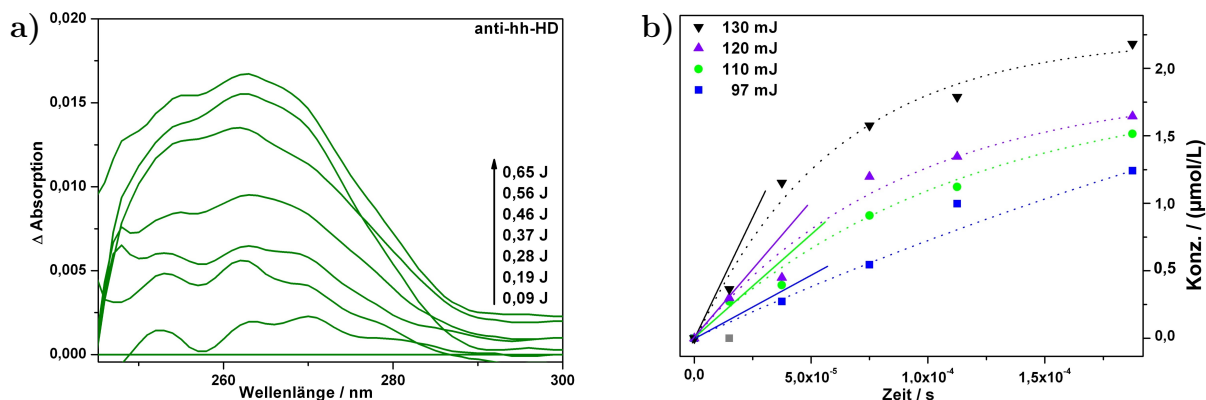 a)
anti-hh-HD
0,020
0,015
0,010
0,005
0,000
Δ Absorption
0,65 J
0,56 J
0,46 J
0,37 J
0,28 J
0,19 J
0,09 J
260
280
300
Wellenlänge / nm
b)
130 mJ
120 mJ
110 mJ
97 mJ
2,0
1,5
1,0
0,5
0,0
Konz. / (µmol/L)
0,0
5,0x10⁻⁵
1,0x10⁻⁴
1,5x10⁻⁴
Zeit / s